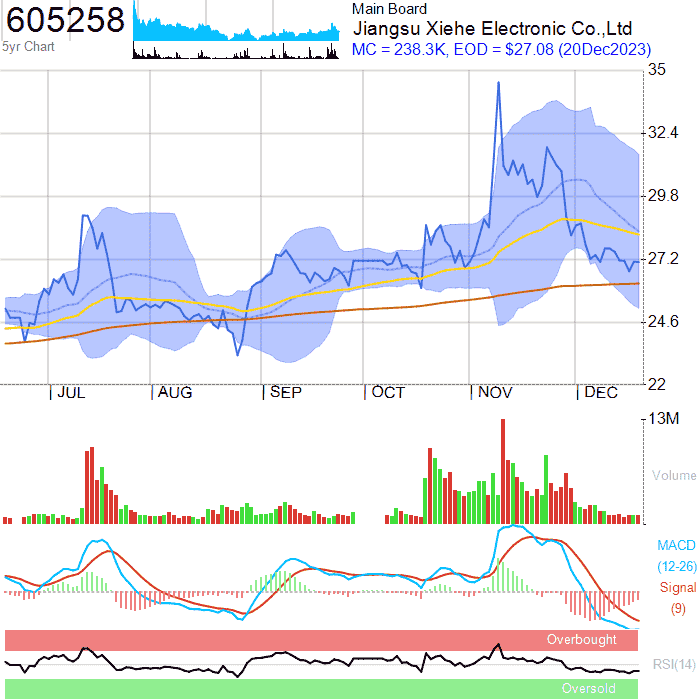 605258
5yr Chart
Main Board
Jiangsu Xiehe Electronic Co.,Ltd
MC = 238.3K, EOD = $27.08 (20Dec2023)
35
32.4
29.8
27.2
24.6
22
JUL
AUG
SEP
OCT
NOV
DEC
13M
Volume
MACD
(12-26)
Signal
(9)
Overbought
RSI(14)
Oversold